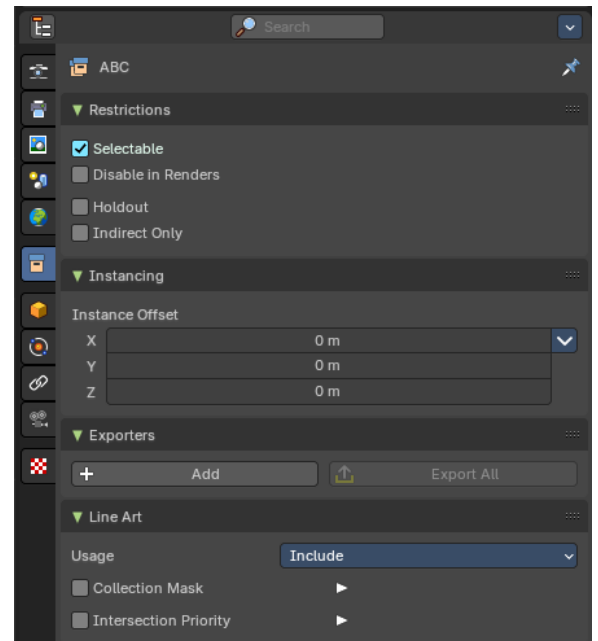 Search
ABC
Restrictions
Selectable
Disable in Renders
Holdout
Indirect Only
Instancing
Instance Offset
X 0 m
Y 0 m
Z 0 m
Exporters
Add Export All
Line Art
Usage Include
Collection Mask
Intersection Priority